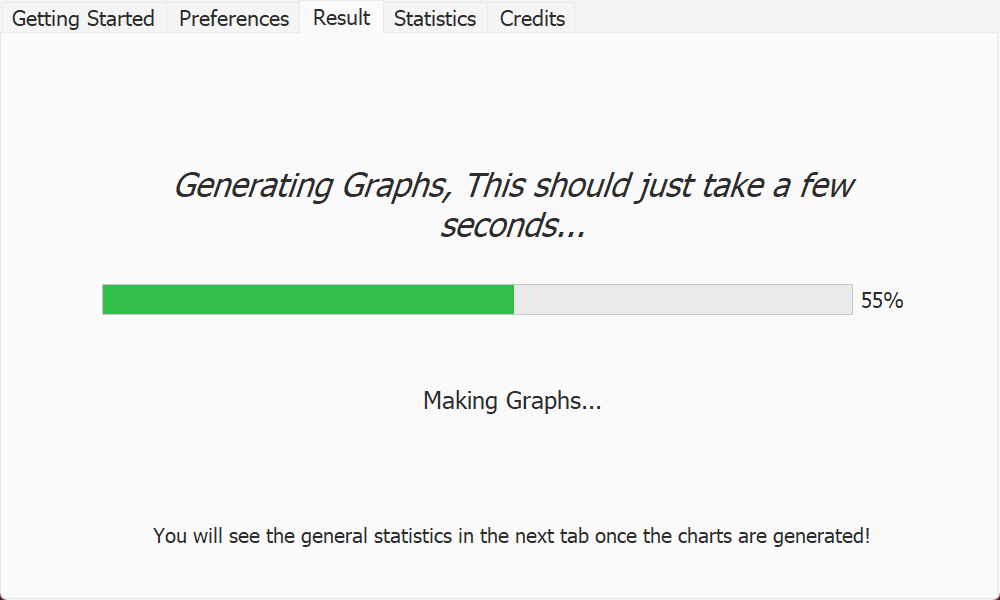 Getting Started Preferences Result Statistics Credits
Generating Graphs, This should just take a few
seconds...
55%
Making Graphs...
You will see the general statistics in the next tab once the charts are generated!